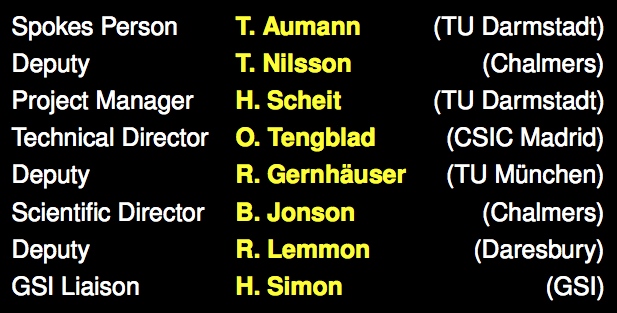 Spokes Person T. Aumann (TU Darmstadt)
Deputy T. Nilsson (Chalmers)
Project Manager H. Scheit (TU Darmstadt)
Technical Director O. Tengblad (CSIC Madrid)
Deputy R. Gernhäuser (TU München)
Scientific Director B. Jonson (Chalmers)
Deputy R. Lemmon (Daresbury)
GSI Liaison H. Simon (GSI)